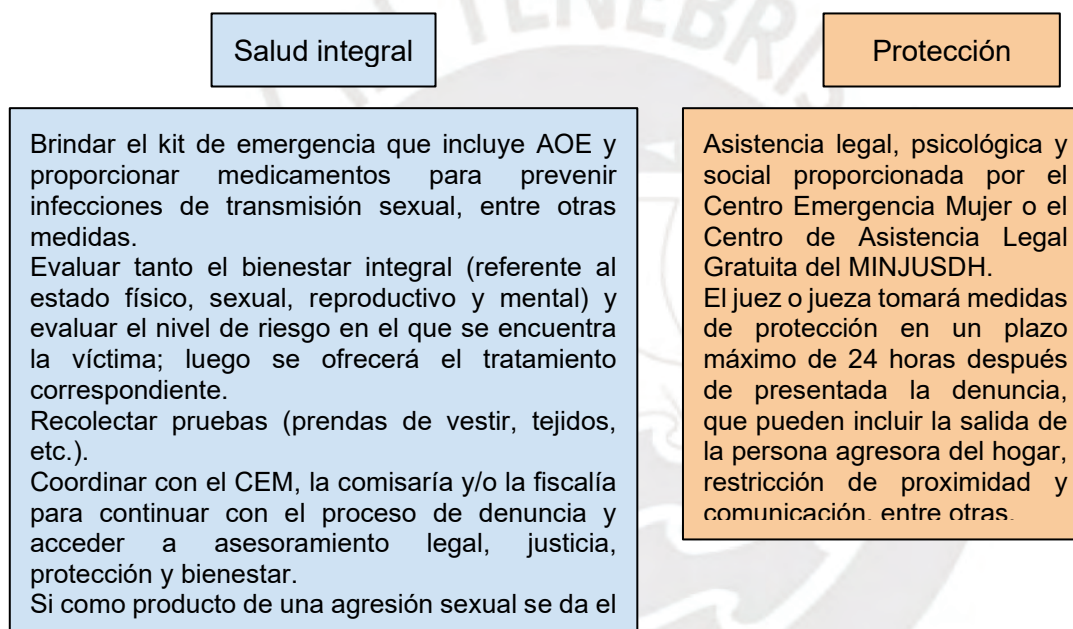 TENEBRIS
Salud integral
Brindar el kit de emergencia que incluye AOE y
proporcionar medicamentos para prevenir
infecciones de transmisión sexual, entre otras
medidas.
Evaluar tanto el bienestar integral (referente al
estado físico, sexual, reproductivo y mental) y
evaluar el nivel de riesgo en el que se encuentra
la víctima; luego se ofrecerá el tratamiento
correspondiente.
Recolectar pruebas (prendas de vestir, tejidos,
etc.).
Coordinar con el CEM, la comisaría y/o la fiscalía
para continuar con el proceso de denuncia y
acceder a asesoramiento legal, justicia,
protección y bienestar.
Si como producto de una agresión sexual se da el
Protección
Asistencia legal, psicológica y
social proporcionada por el
Centro Emergencia Mujer o el
Centro de Asistencia Legal
Gratuita del MINJUSDH.
El juez o jueza tomará medidas
de protección en un plazo
máximo de 24 horas después
de presentada la denuncia,
que pueden incluir la salida de
la persona agresora del hogar,
restricción de proximidad y
comunicación, entre otras.